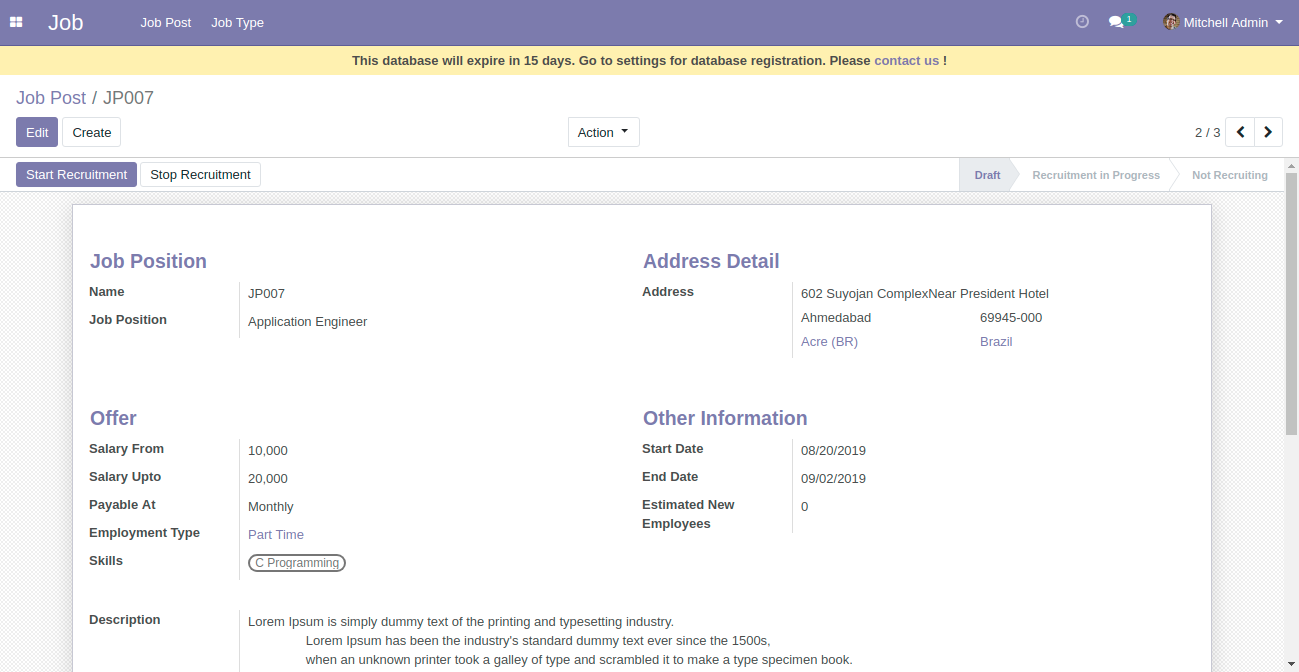 Job Job Post Job Type 1 Mitchell Admin
This database will expire in 15 days. Go to settings for database registration. Please contact us !
Job Post / JP007
Edit Create Action 2 / 3
Start Recruitment Stop Recruitment Draft Recruitment in Progress Not Recruiting
Job Position
Name JP007
Job Position Application Engineer
Address Detail
Address 602 Suyojan ComplexNear President Hotel
Ahmedabad 69945-000
Acre (BR) Brazil
Offer
Salary From 10,000
Salary Upto 20,000
Payable At Monthly
Employment Type Part Time
Skills C Programming
Other Information
Start Date 08/20/2019
End Date 09/02/2019
Estimated New 0
Employees
Description Lorem Ipsum is simply dummy text of the printing and typesetting industry.
Lorem Ipsum has been the industry's standard dummy text ever since the 1500s,
when an unknown printer took a galley of type and scrambled it to make a type specimen book.